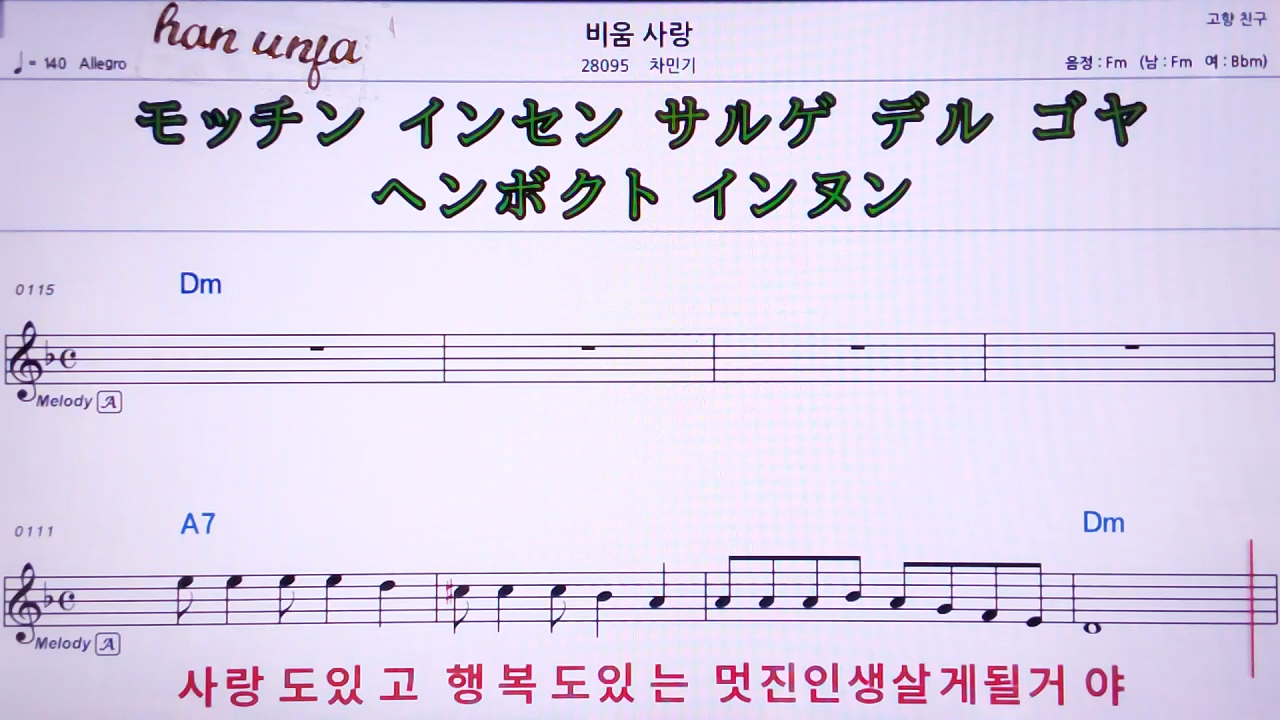 han unfa
비움 사랑
고향 친구
♩= 140 Allegro
28095 차민기
음정 : Fm (남 : Fm 여 : Bbm)
モッチン インセン サルゲ デル ゴヤ
ヘンボクト インヌン
0115 Dm
Melody A
0111 A7 Dm
Melody A
사랑 도있 고 행 복 도있 는 멋진인생살게될거 야